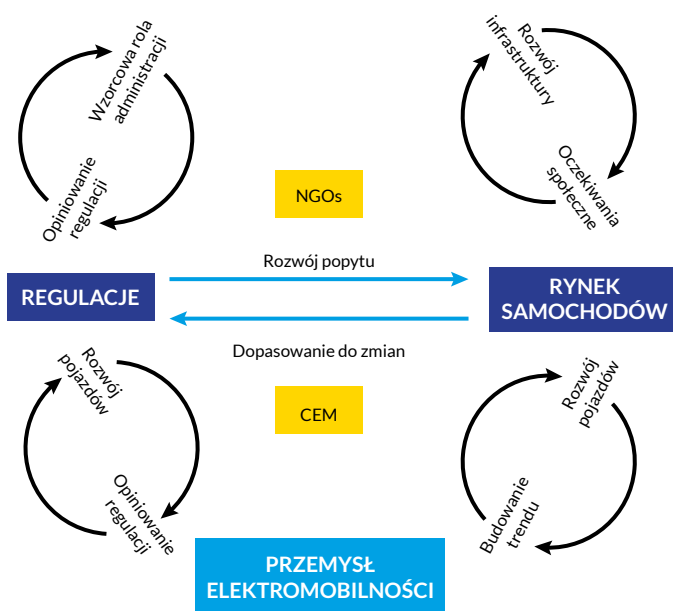 Wzorcowa rola
administracji
Opiniowanie
regulacji
Rozwój
infrastruktury
Oczekiwania
społeczne
NGOs
Rozwój popytu
REGULACJE
RYNEK
SAMOCHODÓW
Dopasowanie do zmian
Rozwój
pojazdów
Opiniowanie
regulacji
CEM
Rozwój
pojazdów
Budowanie
trendu
PRZEMYSŁ
ELEKTROMOBILNOŚCI